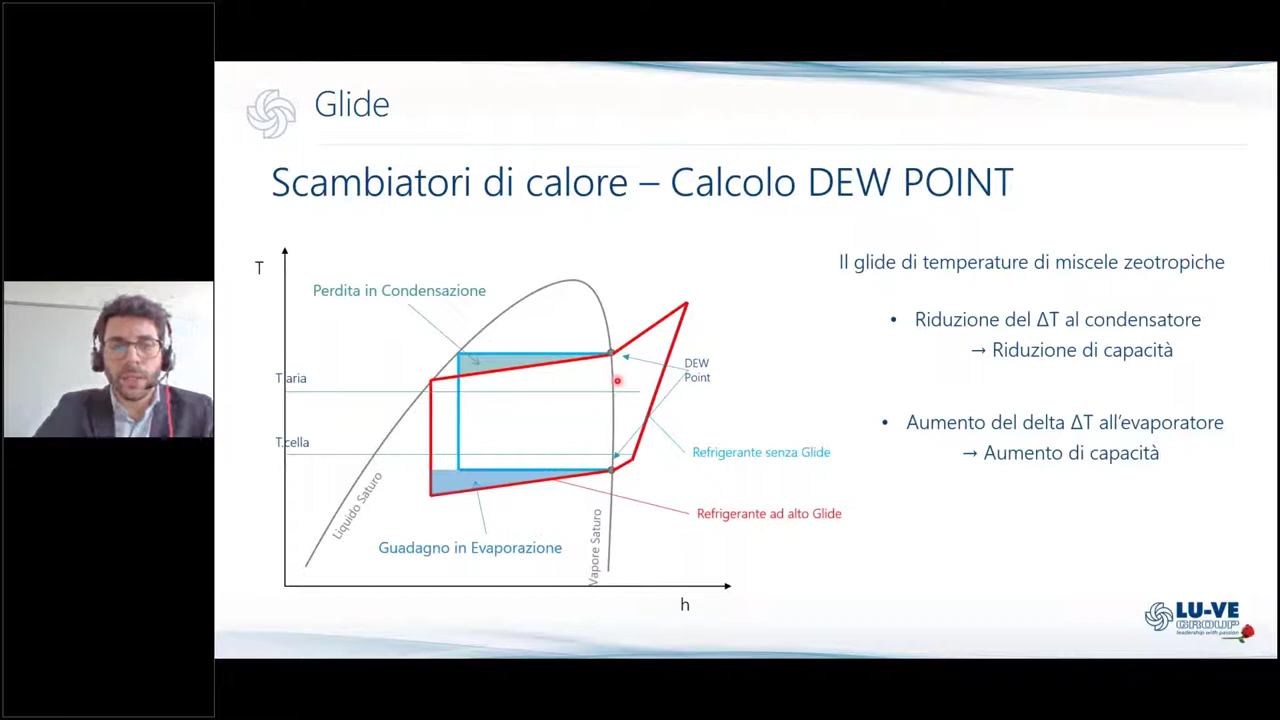 Glide
Scambiatori di calore – Calcolo DEW POINT
T
Perdita in Condensazione
T.aria
T.cella
DEW
Point
Refrigerante senza Glide
Refrigerante ad alto Glide
Liquido Saturo
Vapore Saturo
Guadagno in Evaporazione
h
Il glide di temperature di miscele zeotropiche
• Riduzione del ΔT al condensatore
→ Riduzione di capacità
• Aumento del delta ΔT all'evaporatore
→ Aumento di capacità
LU-VE
GROUP
leadership with passion